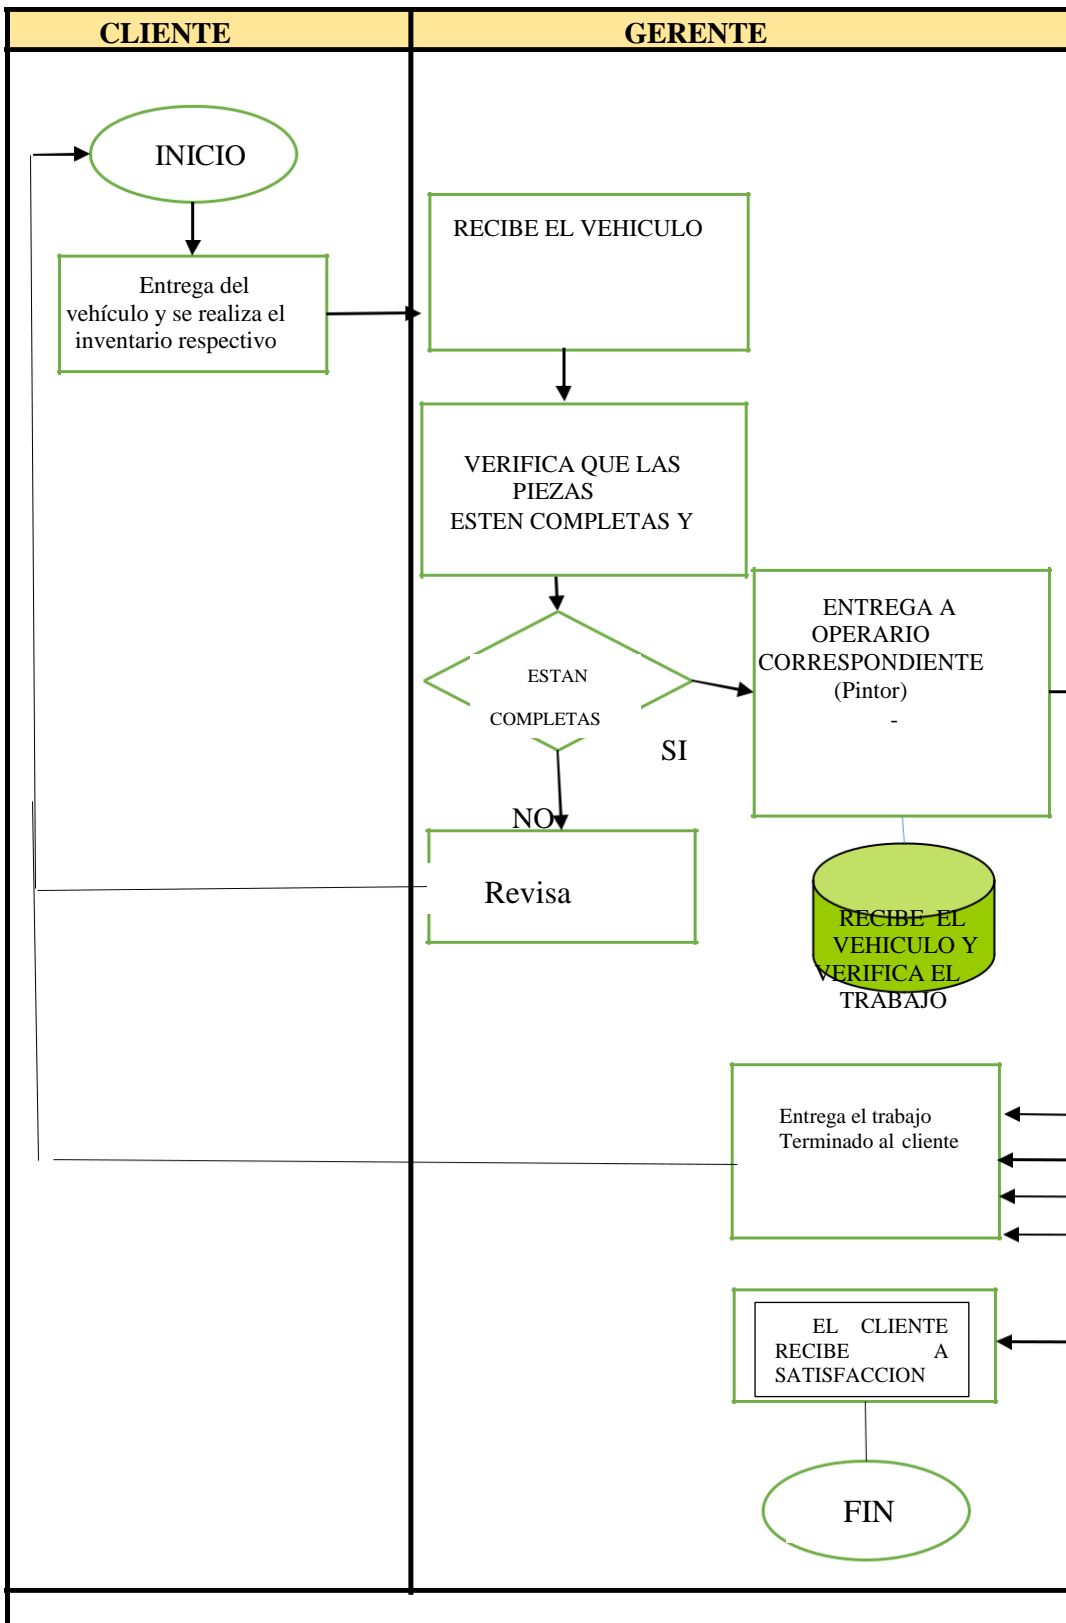 CLIENTE
GERENTE
INICIO
RECIBE EL VEHICULO
Entrega del
vehículo y se realiza el
inventario respectivo
VERIFICA QUE LAS
PIEZAS
ESTEN COMPLETAS Y
ESTAN
COMPLETAS
SI
ENTREGA A
OPERARIO
CORRESPONDIENTE
(Pintor)
-
NO
Revisa
RECIBE EL
VEHICULO Y
VERIFICA EL
TRABAJO
Entrega el trabajo
Terminado al cliente
EL CLIENTE
RECIBE A
SATISFACCION
FIN